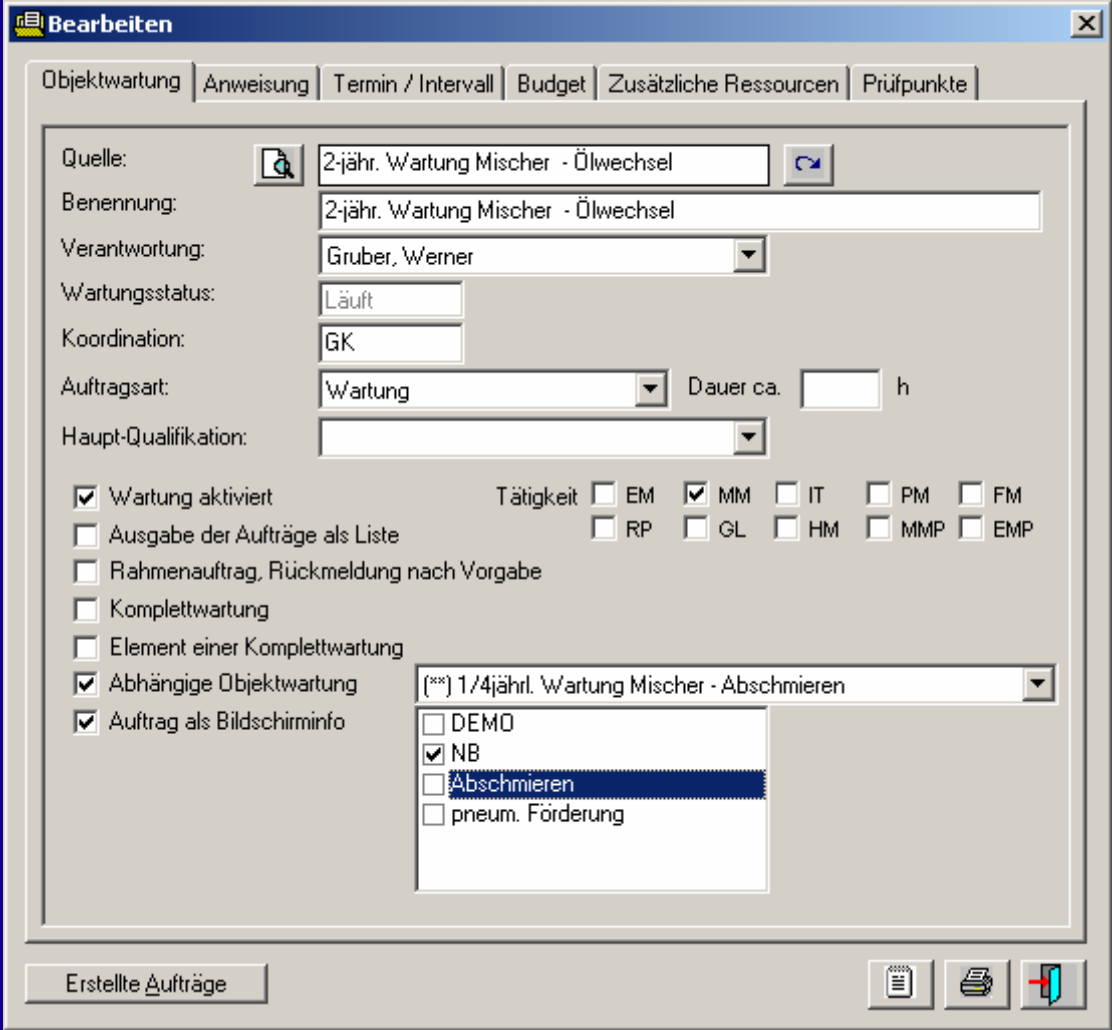 Bearbeiten
Objektwartung Anweisung Termin / Intervall Budget Zusätzliche Ressourcen Prüfpunkte
Quelle: 2-jähr. Wartung Mischer - Ölwechsel
Benennung: 2-jähr. Wartung Mischer - Ölwechsel
Verantwortung: Gruber, Werner
Wartungsstatus: Läuft
Koordination: GK
Auftragsart: Wartung Dauer ca. h
Haupt-Qualifikation:
Wartung aktiviert Tätigkeit EM MM IT PM FM
RP GL HM MMP EMP
Ausgabe der Aufträge als Liste
Rahmenauftrag, Rückmeldung nach Vorgabe
Komplettwartung
Element einer Komplettwartung
Abhängige Objektwartung (**) 1/4jährl. Wartung Mischer - Abschmieren
Auftrag als Bildschirminfo DEMO
NB
Abschmieren
pneum. Förderung
Erstellte Aufträge